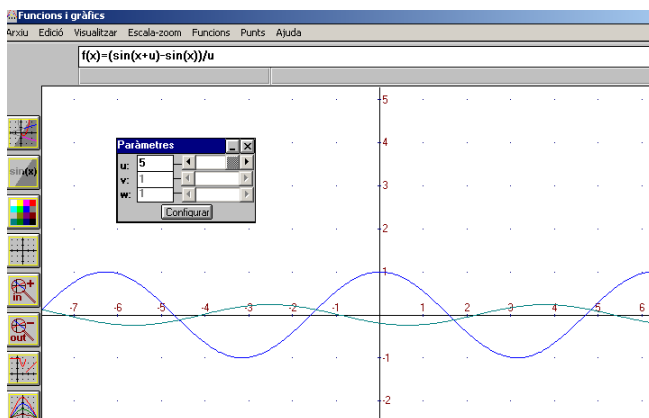 Funcions i gràfics
Arxiu Edició Visualitzar Escala-zoom Funcions Punts Ajuda
f(x)=(sin(x+u)-sin(x))/u
Paràmetres
u: 5
v: 1
w: 1
Configurar
sin(x)
in
out
5
4
3
2
1
-1
-2
-7 -6 -5 -4 -3 -2 -1 1 2 3 4 5 6